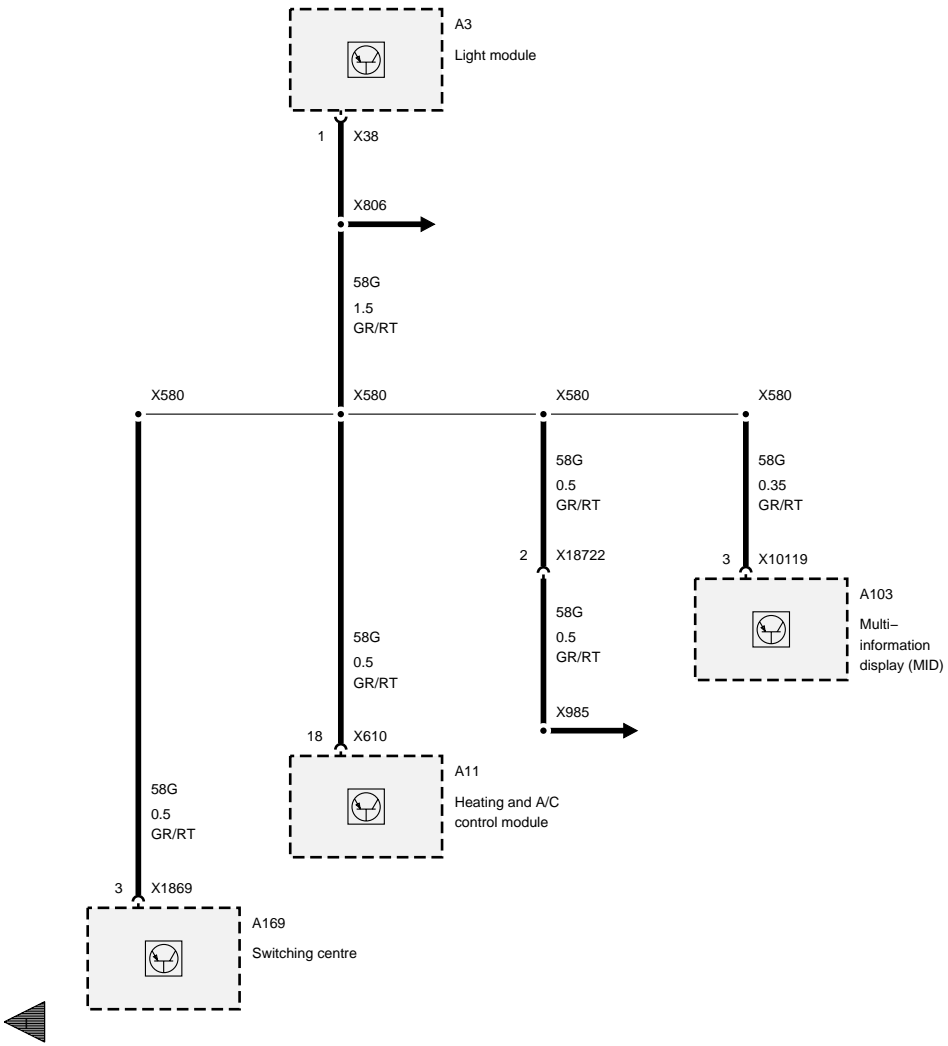 A3
Light module
1 X38
X806
58G
1.5
GR/RT
X580 X580 X580 X580
58G
0.5
GR/RT
58G
0.35
GR/RT
2 X18722
3 X10119
A103
Multi–
information
display (MID)
58G
0.5
GR/RT
58G
0.5
GR/RT
X985
18 X610
A11
Heating and A/C
control module
58G
0.5
GR/RT
3 X1869
A169
Switching centre